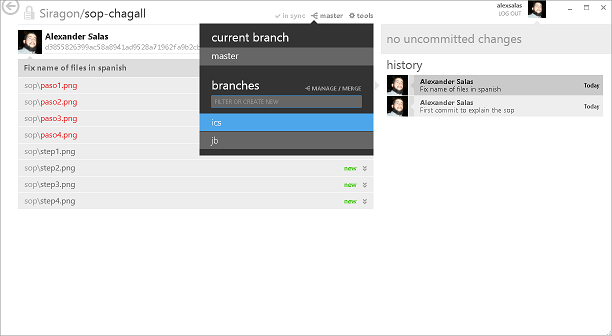 Siragon/sop-chagall
in sync
master
tools
alexsalas
LOG OUT
Alexander Salas
d3855826399ac58a8941ad9528a71962fa9b2cb
Fix name of files in spanish
sop\paso1.png
sop\paso2.png
sop\paso3.png
sop\paso4.png
sop\step1.png
sop\step2.png
new
sop\step3.png
new
sop\step4.png
new
current branch
master
branches
MANAGE / MERGE
FILTER OR CREATE NEW
ics
jb
no uncommitted changes
history
Alexander Salas
Fix name of files in spanish
Today
Alexander Salas
First commit to explain the sop
Today